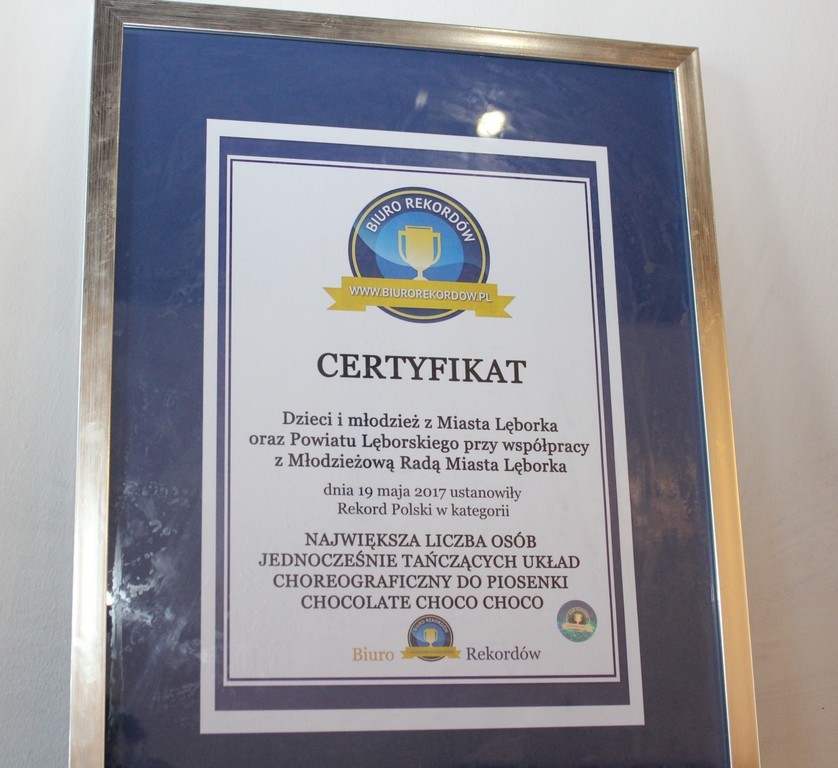 BIURO REKORDÓW
WWW.BIUROREKORDOW.PL
CERTYFIKAT
Dzieci i młodzież z Miasta Lęborka
oraz Powiatu Lęborskiego przy współpracy
z Młodzieżową Radą Miasta Lęborka
dnia 19 maja 2017 ustanowiły
Rekord Polski w kategorii
NAJWIĘKSZA LICZBA OSÓB
JEDNOCZEŚNIE TAŃCZĄCYCH UKŁAD
CHOREOGRAFICZNY DO PIOSENKI
CHOCOLATE CHOCO CHOCO
Biuro Rekordów